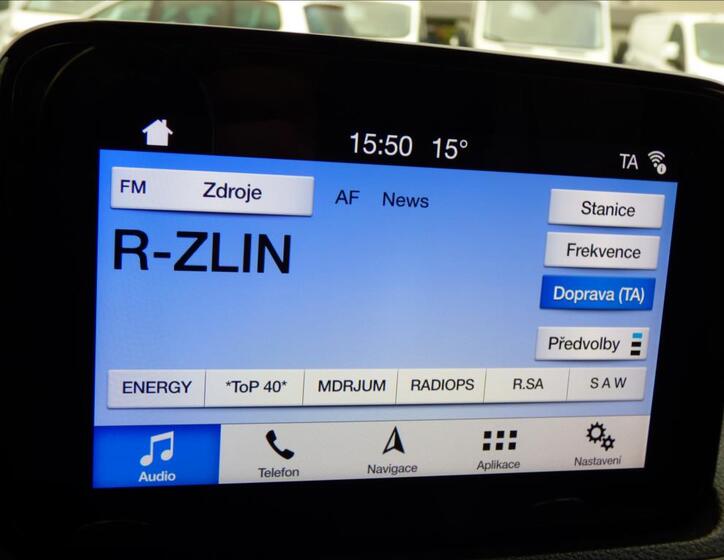 15:50 15°
TA
FM Zdroje AF News
Stanice
R-ZLIN
Frekvence
Doprava (TA)
Předvolby
ENERGY *ToP 40* MDRJUM RADIOPS R.SA S A W
Audio Telefon Navigace Aplikace Nastavení